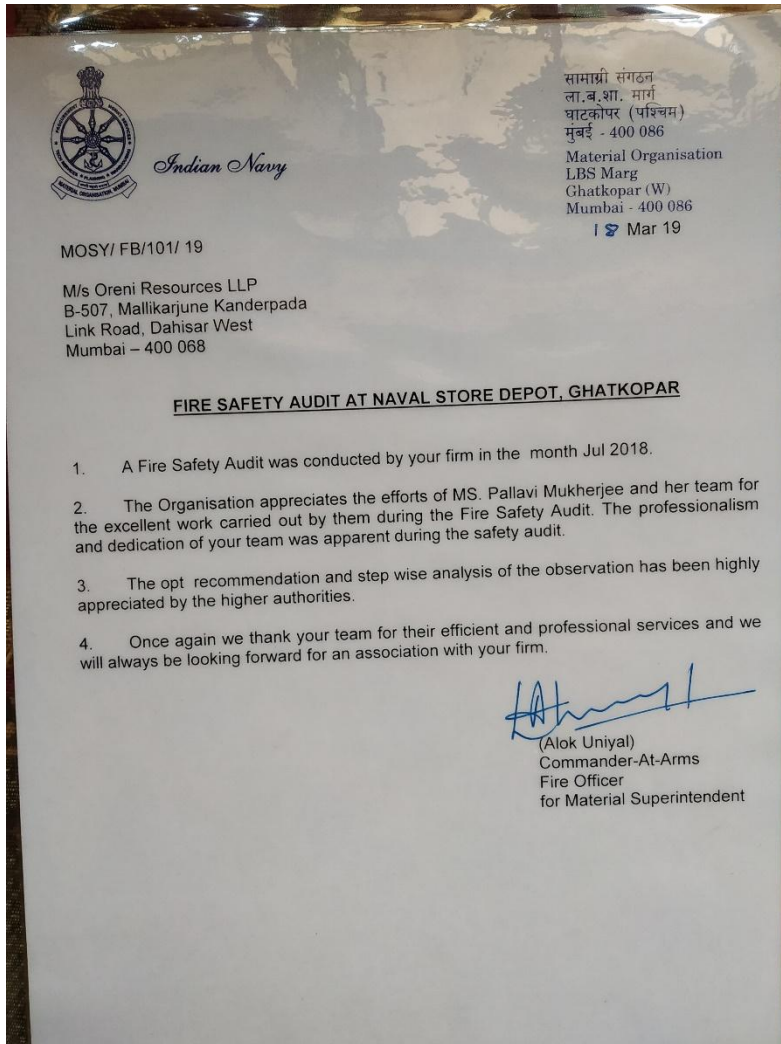 Indian Navy
सामाग्री संगठन
ला.ब.शा. मार्ग
घाटकोपर (पश्चिम)
मुंबई - 400 086
Material Organisation
LBS Marg
Ghatkopar (W)
Mumbai - 400 086
18 Mar 19
MOSY/ FB/101/ 19
M/s Oreni Resources LLP
B-507, Mallikarjune Kanderpada
Link Road, Dahisar West
Mumbai – 400 068
FIRE SAFETY AUDIT AT NAVAL STORE DEPOT, GHATKOPAR
1. A Fire Safety Audit was conducted by your firm in the month Jul 2018.
2. The Organisation appreciates the efforts of MS. Pallavi Mukherjee and her team for
the excellent work carried out by them during the Fire Safety Audit. The professionalism
and dedication of your team was apparent during the safety audit.
3. The opt recommendation and step wise analysis of the observation has been highly
appreciated by the higher authorities.
4. Once again we thank your team for their efficient and professional services and we
will always be looking forward for an association with your firm.
(Alok Uniyal)
Commander-At-Arms
Fire Officer
for Material Superintendent